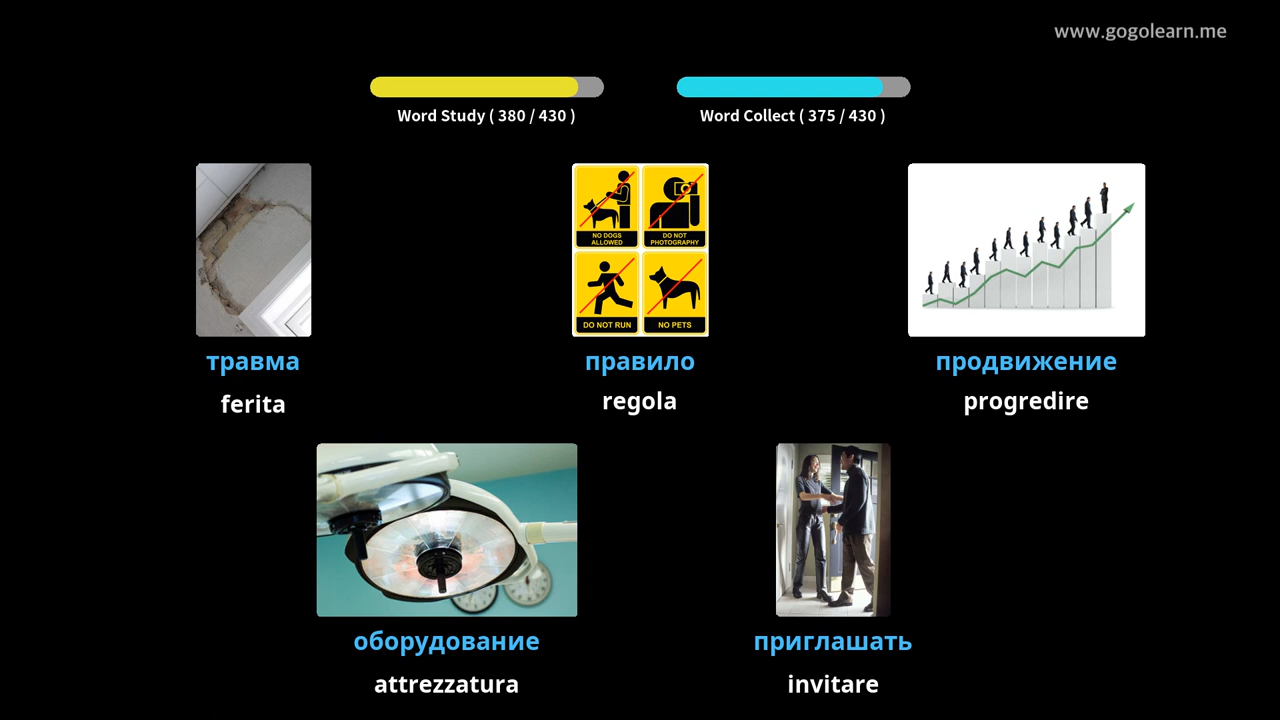 www.gogolearn.me
Word Study ( 380 / 430 )
Word Collect ( 375 / 430 )
NO DOGS
ALLOWED
DO NOT
PHOTOGRAPHY
DO NOT RUN
NO PETS
травма
правило
продвижение
ferita
regola
progredire
оборудование
приглашать
attrezzatura
invitare